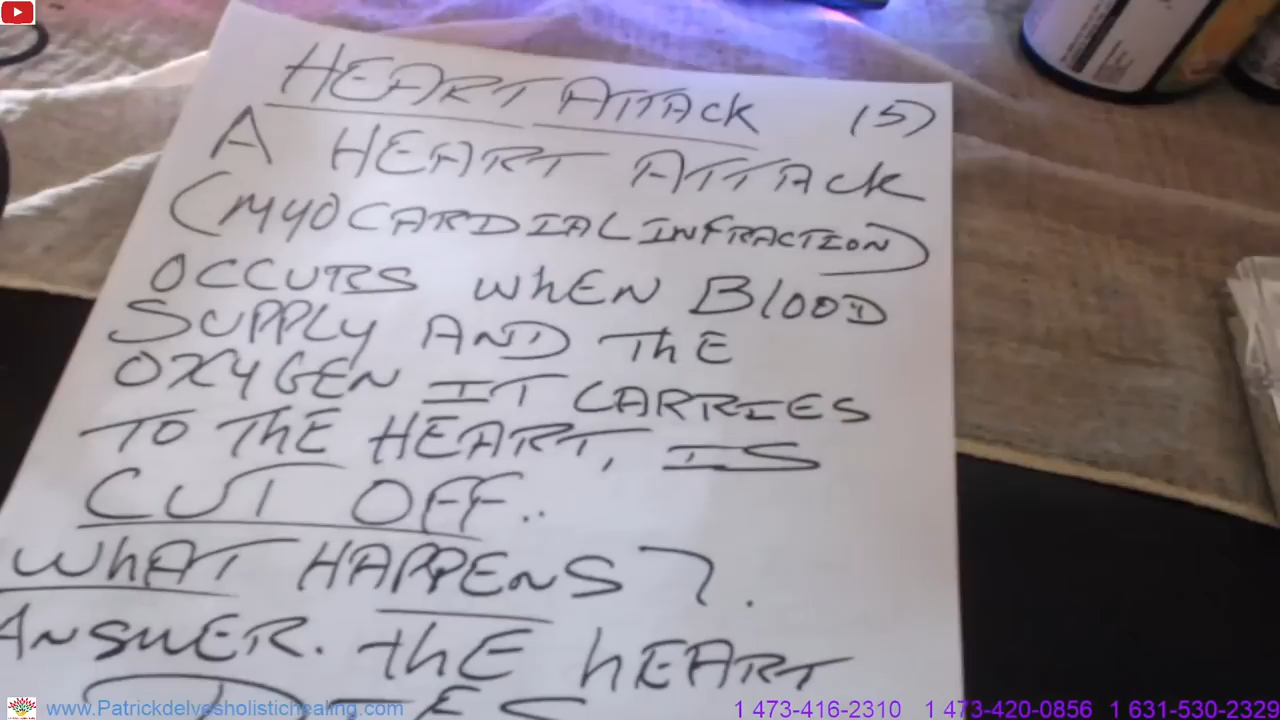 HEART ATTACK (5)
A HEART ATTACK
(MYOCARDIAL INFRACTION)
OCCURS WHEN BLOOD
SUPPLY AND THE
OXYGEN IT CARRIES
TO THE HEART, IS
CUT OFF..
WHAT HAPPENS?
ANSWER. THE HEART
www.Patrickdelvesholistichealing.com 1 473-416-2310 1 473-420-0856 1 631-530-2329